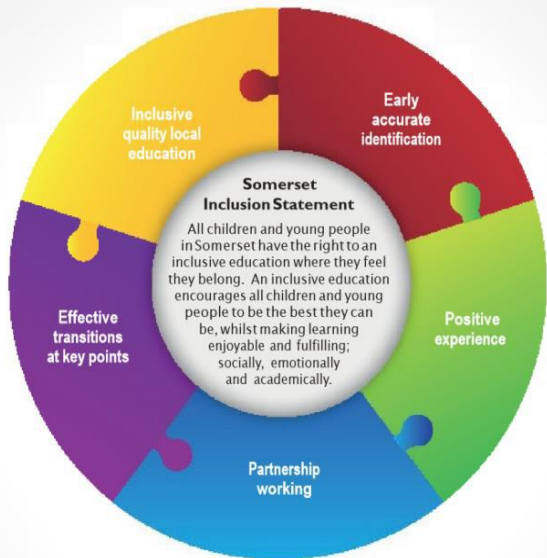 Inclusive
quality local
education
Early
accurate
identification
Somerset
Inclusion Statement
All children and young people
in Somerset have the right to an
inclusive education where they feel
they belong. An inclusive education
encourages all children and young
people to be the best they can
be, whilst making learning
enjoyable and fulfilling;
socially, emotionally
and academically.
Effective
transitions
at key points
Positive
experience
Partnership
working